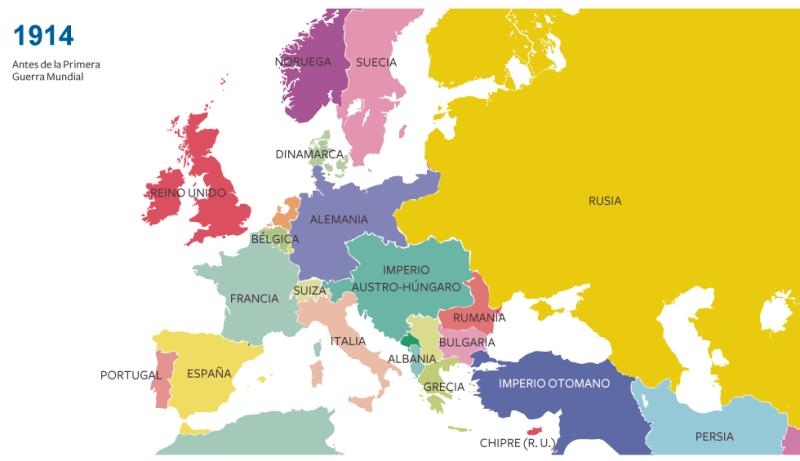 1914
Antes de la Primera
Guerra Mundial
NORUEGA
SUECIA
DINAMARCA
REINO UNIDO
RUSIA
ALEMANIA
BÉLGICA
IMPERIO
AUSTRO-HÚNGARO
SUIZA
FRANCIA
RUMANÍA
ITALIA
BULGARIA
ALBANIA
PORTUGAL
ESPAÑA
GRECIA
IMPERIO OTOMANO
CHIPRE (R. U.)
PERSIA